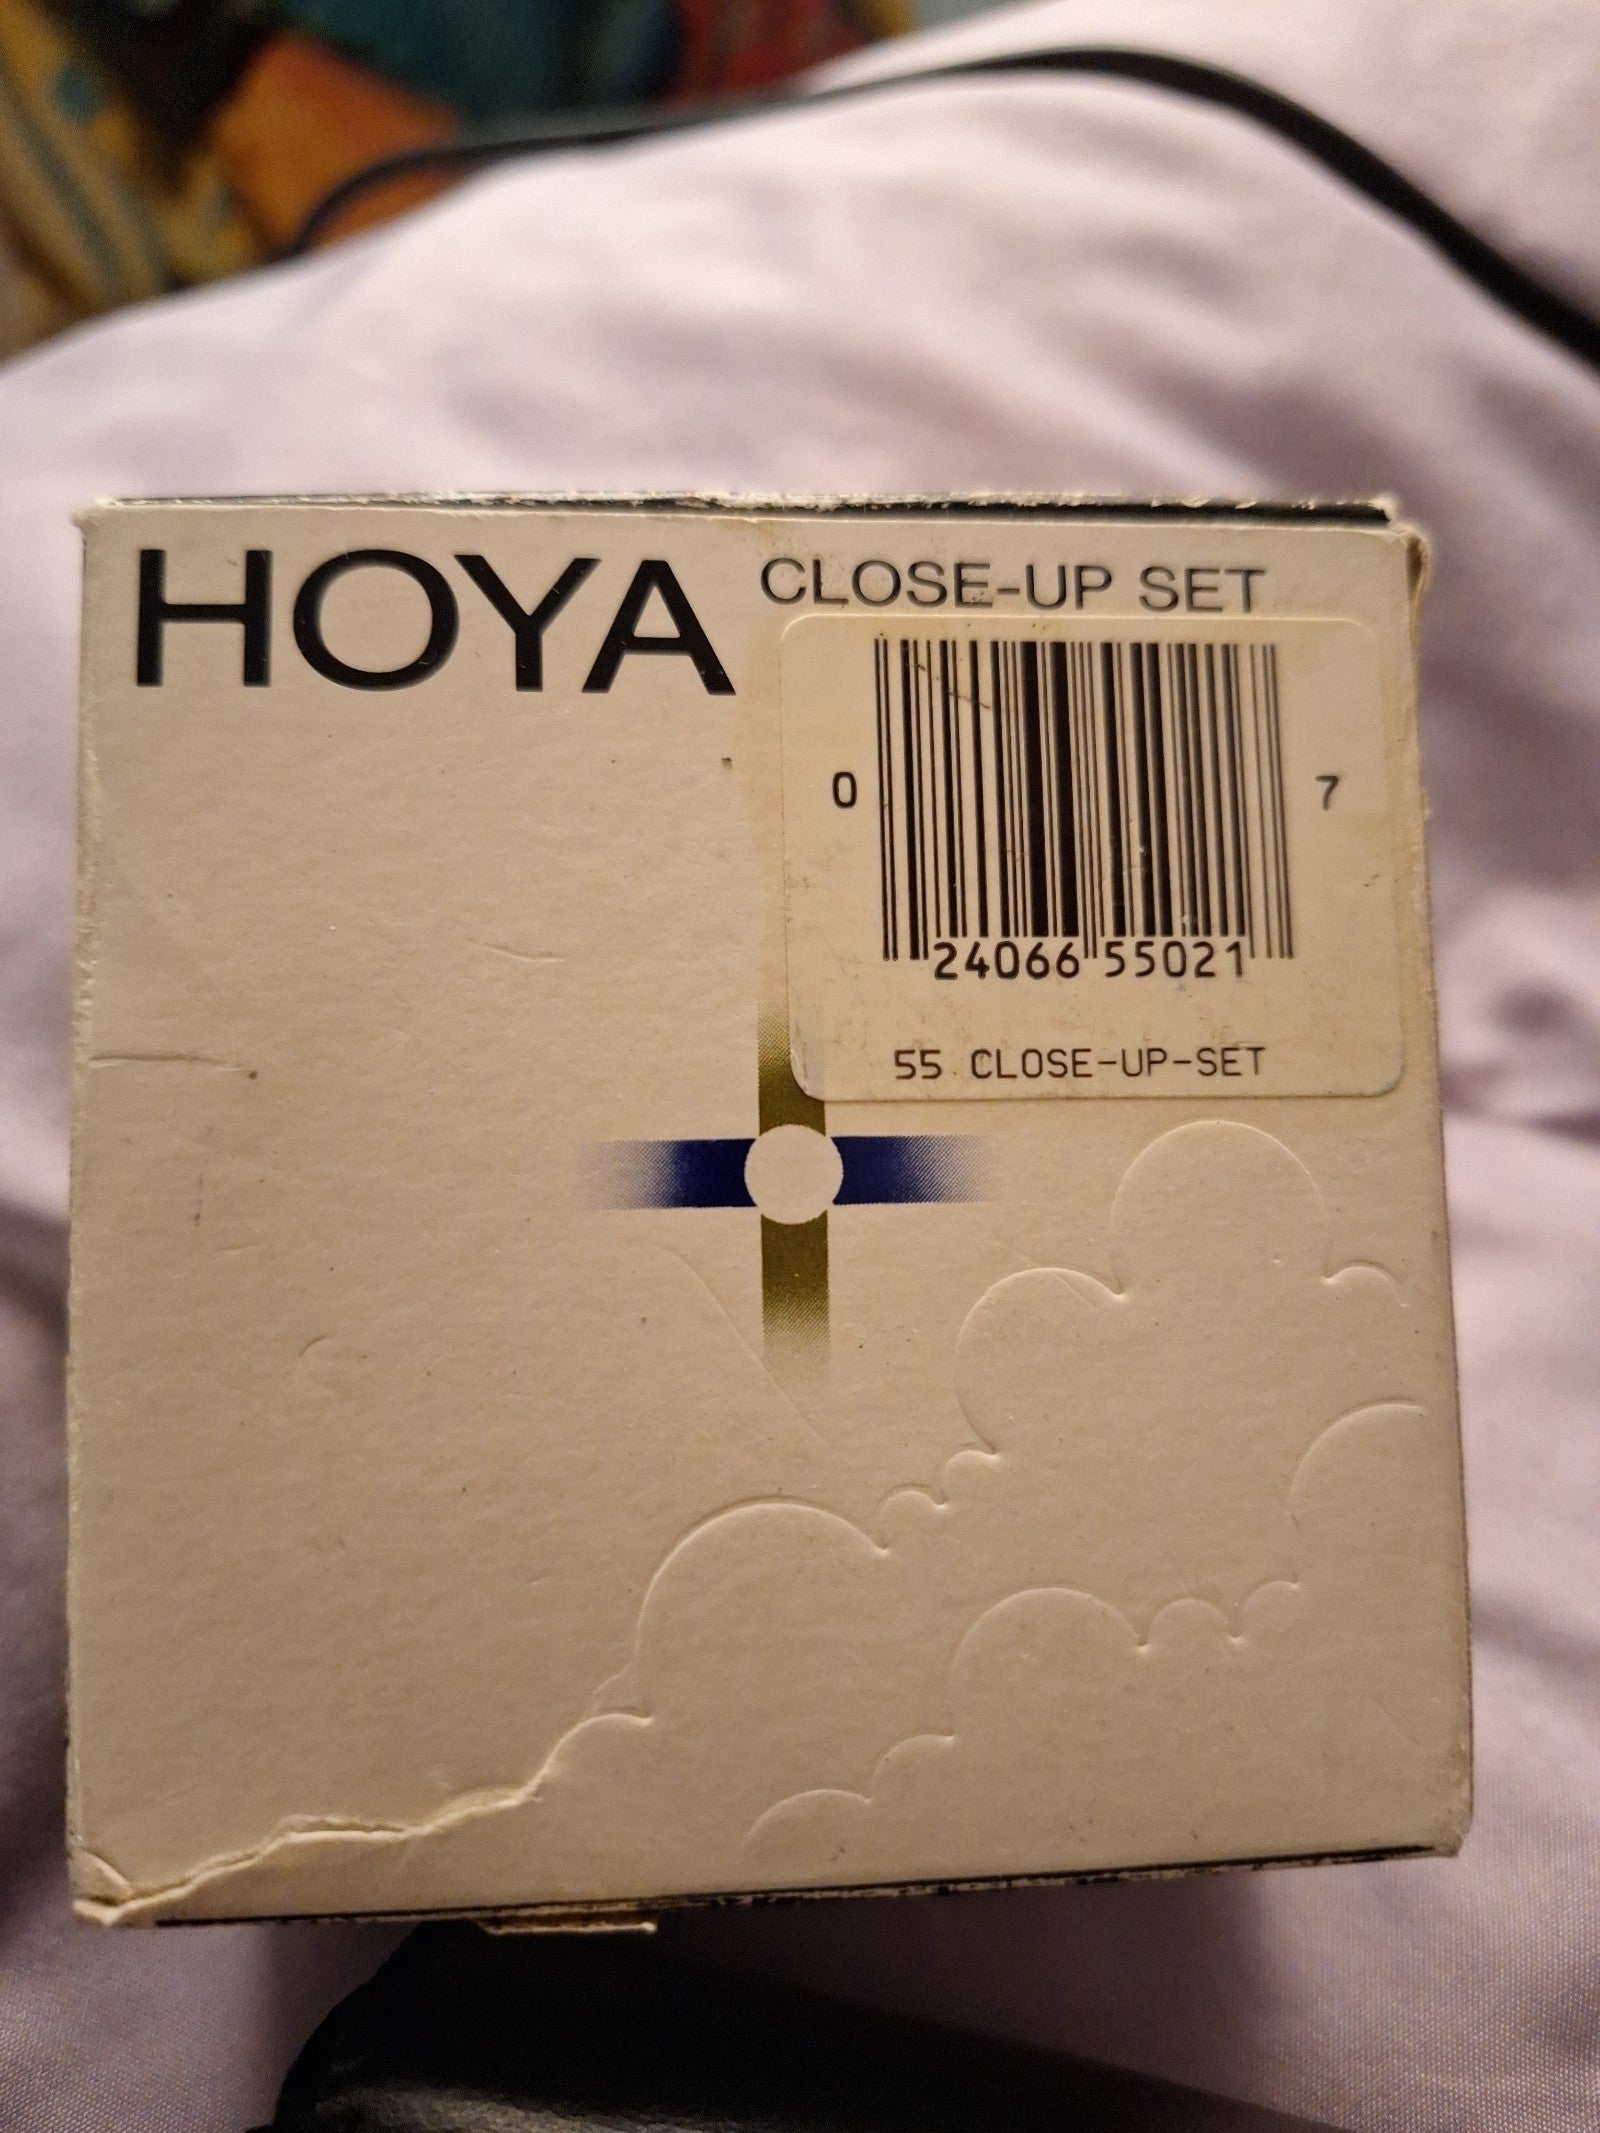 HOYA CLOSE-UP SET
0 24066 55021 7
55 CLOSE-UP-SET